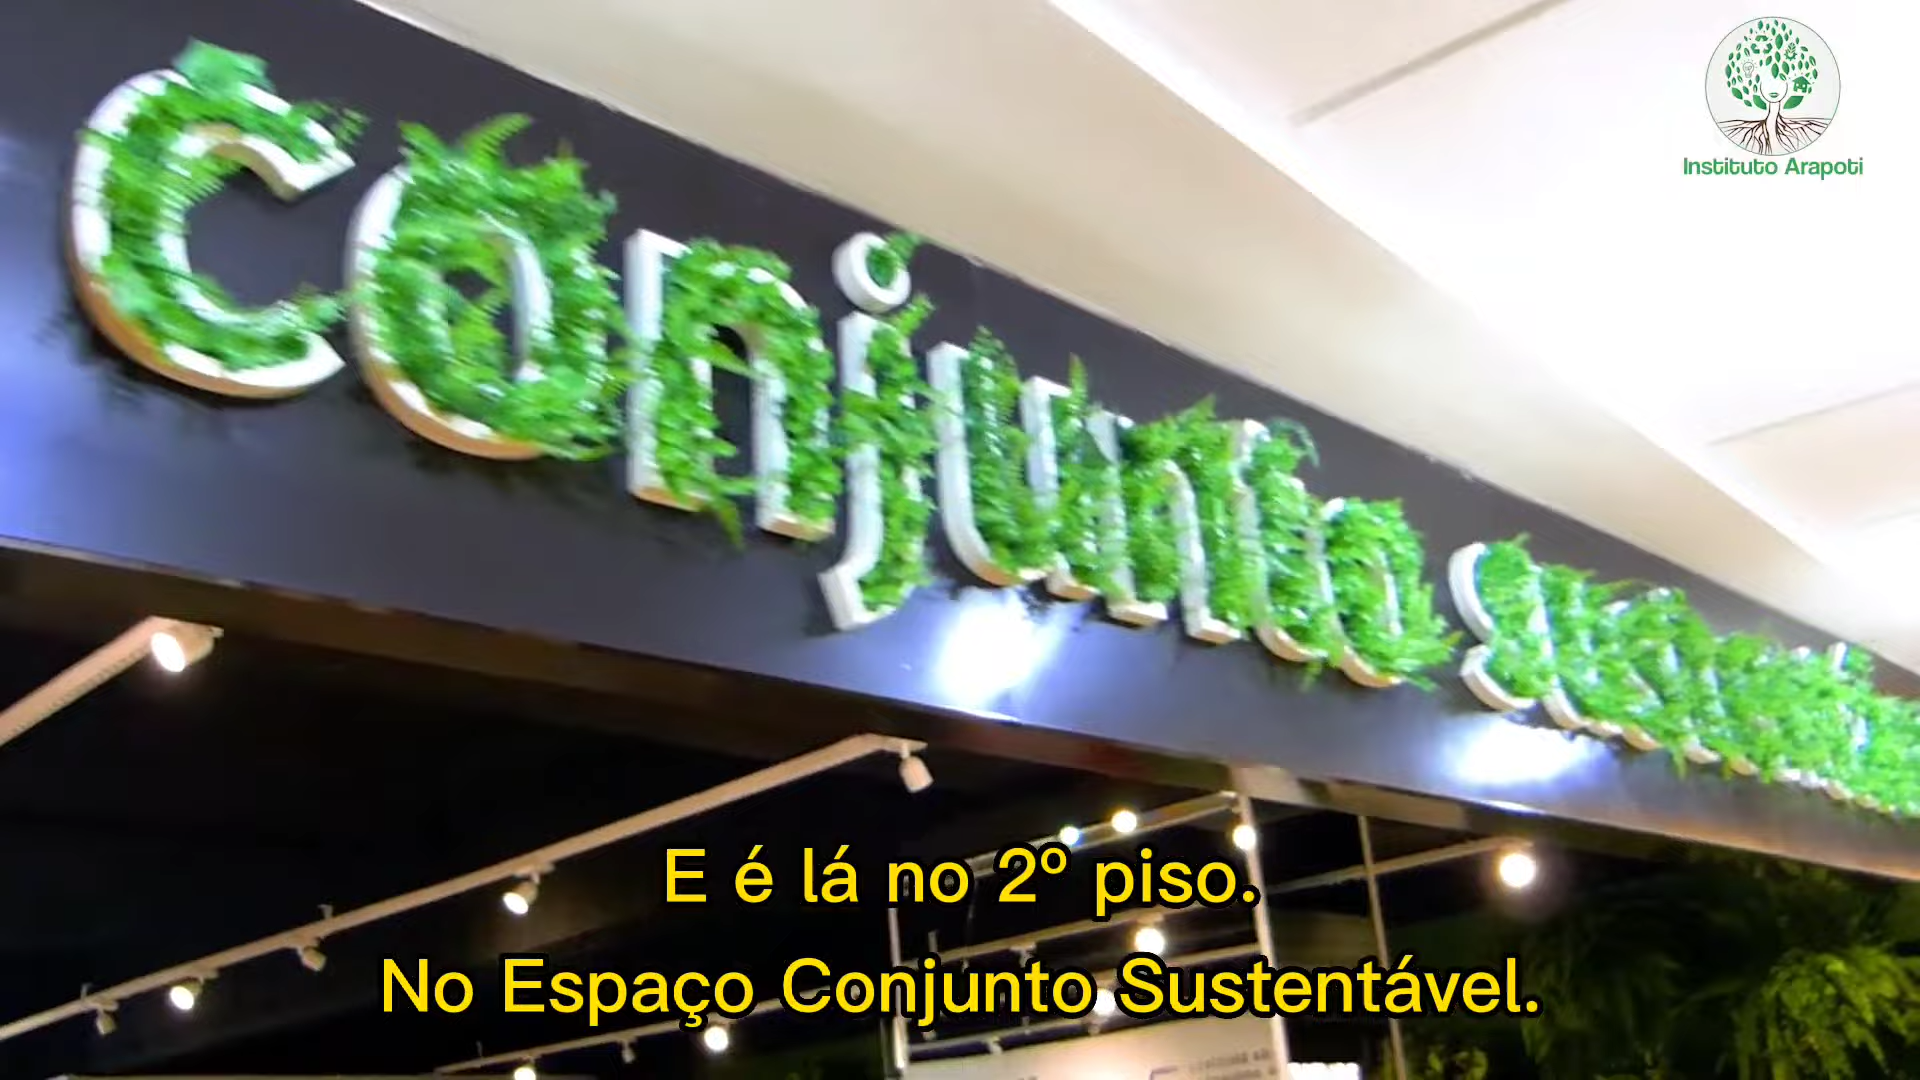 Instituto Arapoti
conjunto
E é lá no 2º piso.
No Espaço Conjunto Sustentável.